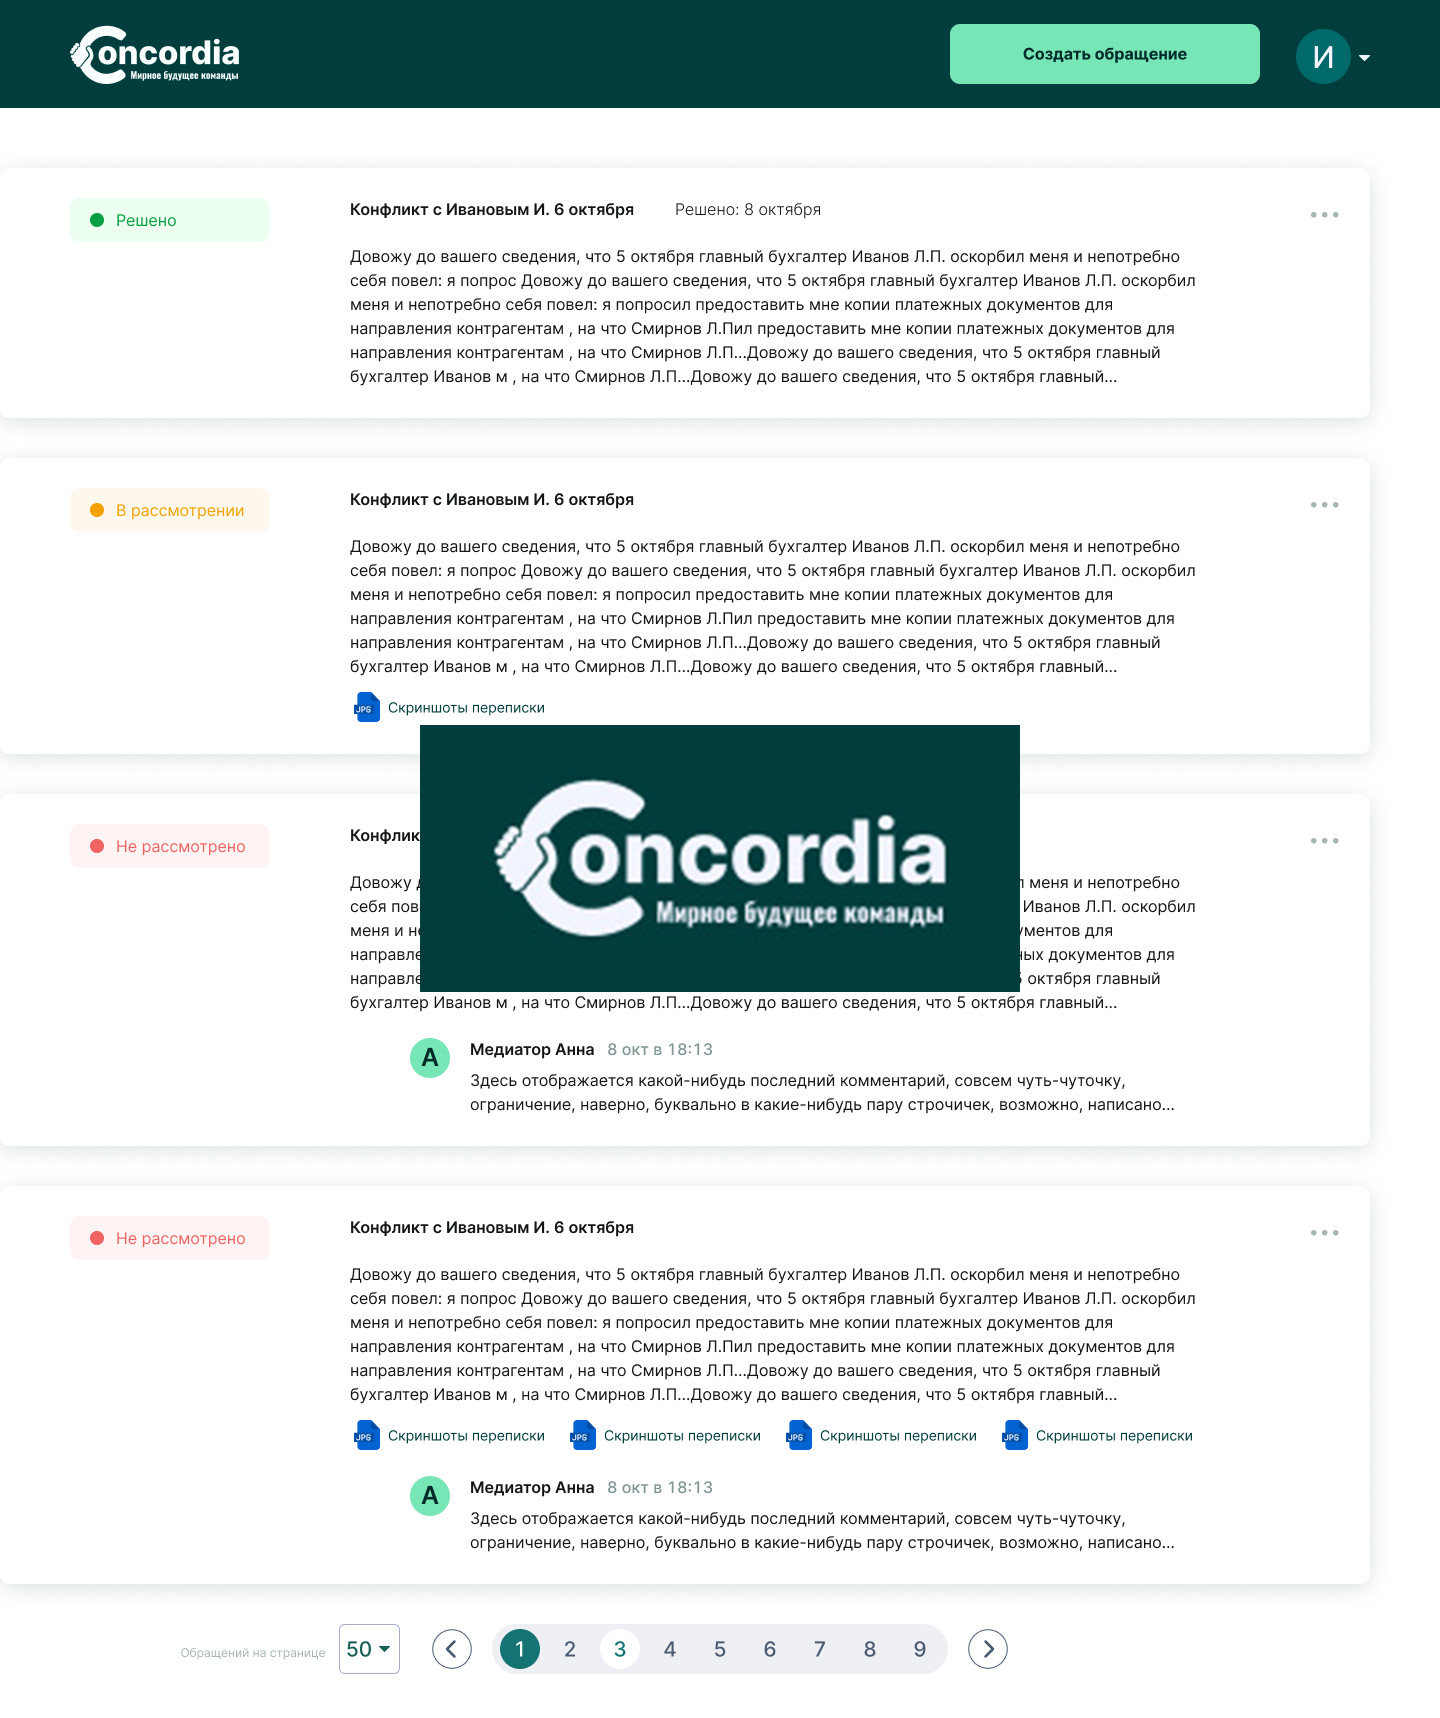 Concordia
Мирное будущее команды
Создать обращение
И
Решено
Конфликт с Ивановым И. 6 октября
Решено: 8 октября
Довожу до вашего сведения, что 5 октября главный бухгалтер Иванов Л.П. оскорбил меня и непотребно
себя повел: я попрос Довожу до вашего сведения, что 5 октября главный бухгалтер Иванов Л.П. оскорбил
меня и непотребно себя повел: я попросил предоставить мне копии платежных документов для
направления контрагентам , на что Смирнов Л.Пил предоставить мне копии платежных документов для
направления контрагентам , на что Смирнов Л.П...Довожу до вашего сведения, что 5 октября главный
бухгалтер Иванов м , на что Смирнов Л.П...Довожу до вашего сведения, что 5 октября главный...
В рассмотрении
Конфликт с Ивановым И. 6 октября
Довожу до вашего сведения, что 5 октября главный бухгалтер Иванов Л.П. оскорбил меня и непотребно
себя повел: я попрос Довожу до вашего сведения, что 5 октября главный бухгалтер Иванов Л.П. оскорбил
меня и непотребно себя повел: я попросил предоставить мне копии платежных документов для
направления контрагентам , на что Смирнов Л.Пил предоставить мне копии платежных документов для
направления контрагентам , на что Смирнов Л.П...Довожу до вашего сведения, что 5 октября главный
бухгалтер Иванов м , на что Смирнов Л.П...Довожу до вашего сведения, что 5 октября главный...
JPG Скриншоты переписки
Concordia
Мирное будущее команды
Не рассмотрено
Довожу меня и непотребно
себя Иванов Л.П. оскорбил
меня и для
документов для
октября главный
бухгалтер Иванов м , на что Смирнов Л.П...Довожу до вашего сведения, что 5 октября главный...
А
Медиатор Анна 8 окт в 18:13
Здесь отображается какой-нибудь последний комментарий, совсем чуть-чуточку,
ограничение, наверно, буквально в какие-нибудь пару строчичек, возможно, написано...
Не рассмотрено
Конфликт с Ивановым И. 6 октября
Довожу до вашего сведения, что 5 октября главный бухгалтер Иванов Л.П. оскорбил меня и непотребно
себя повел: я попрос Довожу до вашего сведения, что 5 октября главный бухгалтер Иванов Л.П. оскорбил
меня и непотребно себя повел: я попросил предоставить мне копии платежных документов для
направления контрагентам , на что Смирнов Л.Пил предоставить мне копии платежных документов для
направления контрагентам , на что Смирнов Л.П...Довожу до вашего сведения, что 5 октября главный
бухгалтер Иванов м , на что Смирнов Л.П...Довожу до вашего сведения, что 5 октября главный...
JPG Скриншоты переписки JPG Скриншоты переписки JPG Скриншоты переписки JPG Скриншоты переписки
А
Медиатор Анна 8 окт в 18:13
Здесь отображается какой-нибудь последний комментарий, совсем чуть-чуточку,
ограничение, наверно, буквально в какие-нибудь пару строчичек, возможно, написано...
Обращений на странице 50 1 2 3 4 5 6 7 8 9